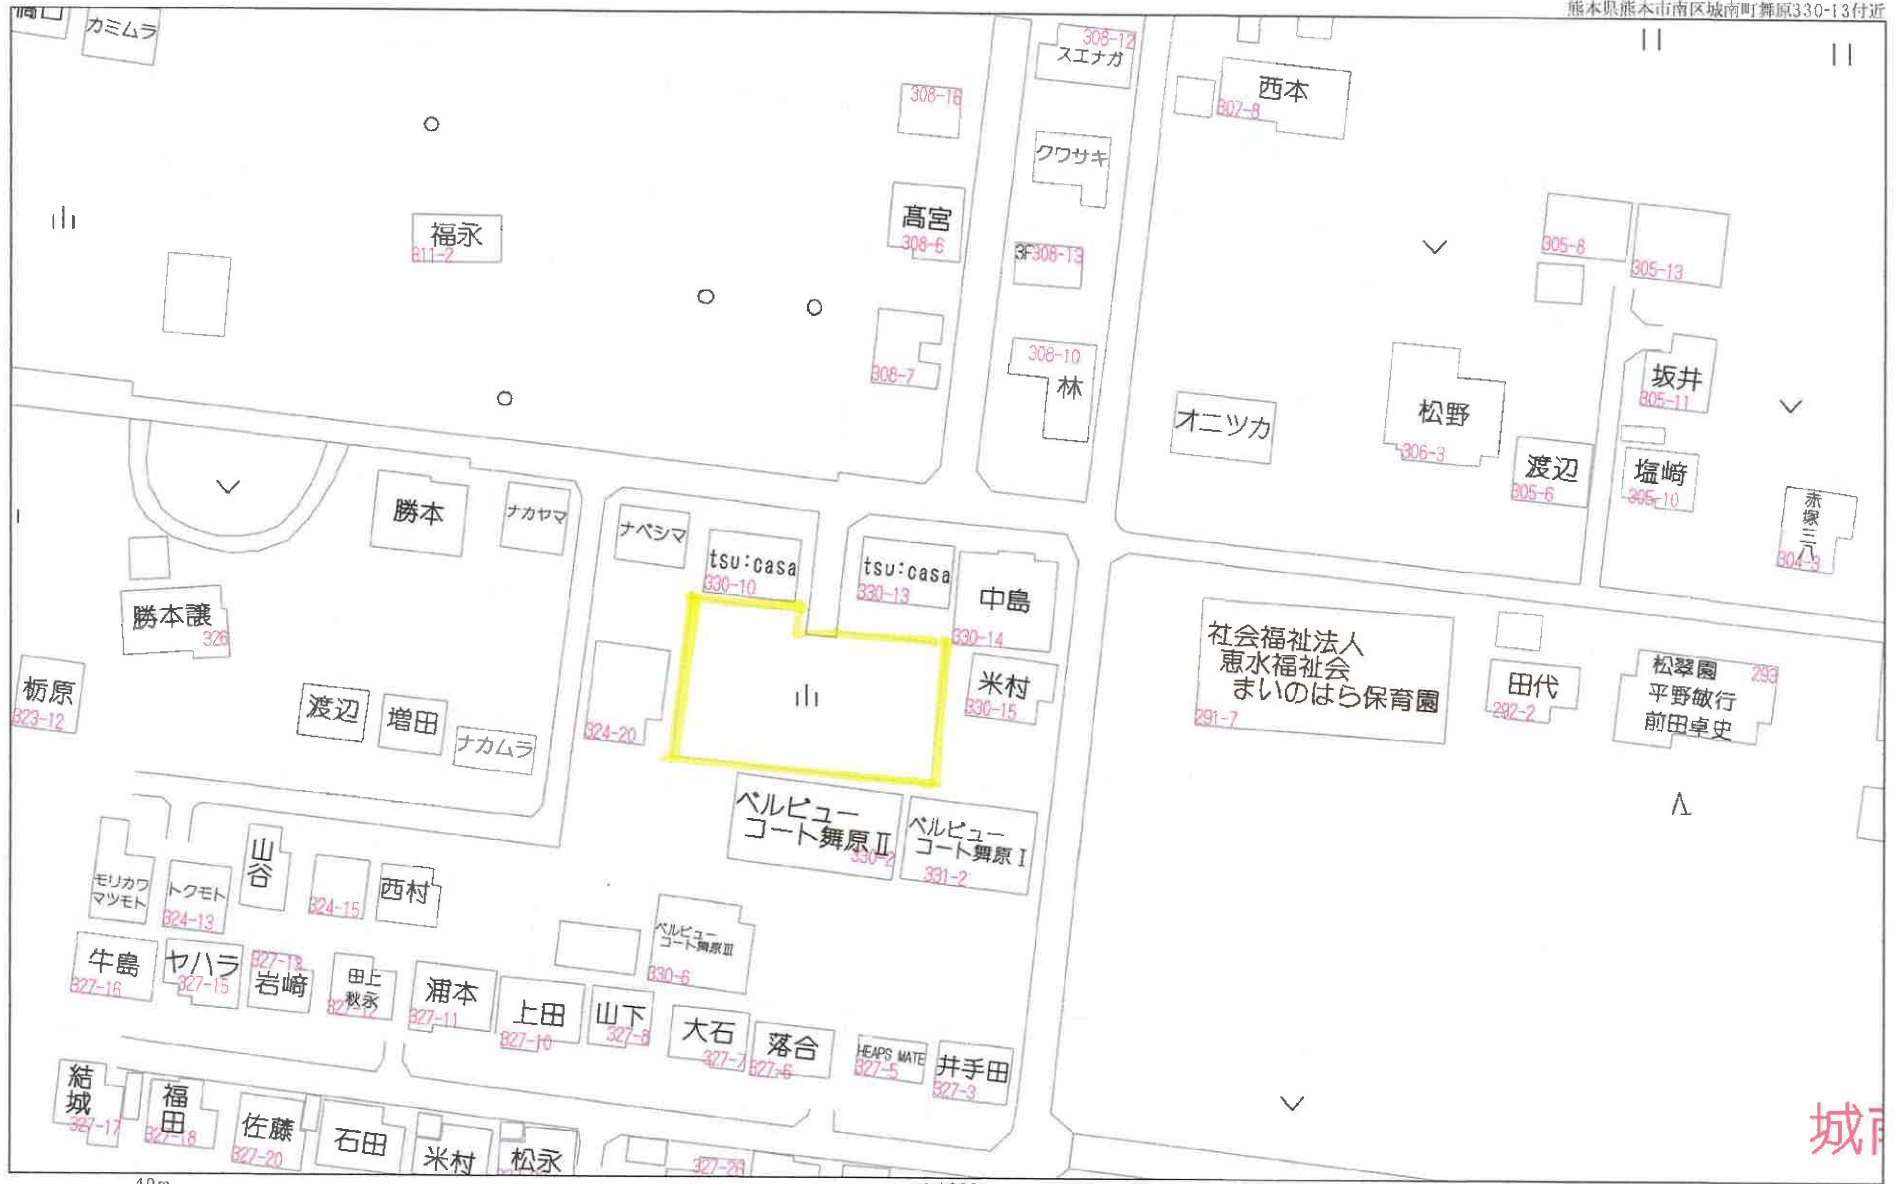 熊本県熊本市南区城南町舞原330-13付近
カミムラ
308-12
スエナガ
西本
307-8
308-16
クワサキ
髙宮
308-6
福永
311-2
3F308-13
305-8
305-13
308-7
308-10
林
オニツカ
松野
306-3
坂井
305-11
渡辺
305-6
塩﨑
305-10
赤塚三八
304-3
勝本
ナカヤマ
ナベシマ
tsu:casa
330-10
tsu:casa
330-13
中島
330-14
勝本譲
326
栃原
323-12
渡辺
増田
ナカムラ
324-20
米村
330-15
社会福祉法人
恵水福祉会
まいのはら保育園
291-7
田代
292-2
松翠園
293
平野敏行
前田卓史
ベルビュー
コート舞原Ⅱ
330-2
ベルビュー
コート舞原Ⅰ
331-2
山谷
モリカワ
マツモト
トクモト
324-13
324-15
西村
ベルビュー
コート舞原Ⅲ
330-6
牛島
327-16
ヤハラ
327-15
岩﨑
田上
秋永
327-12
浦本
327-11
上田
327-10
山下
327-8
大石
327-7
落合
327-6
HEAPS MATE
327-5
井手田
327-3
結城
327-17
福田
327-18
佐藤
327-20
石田
米村
松永
城